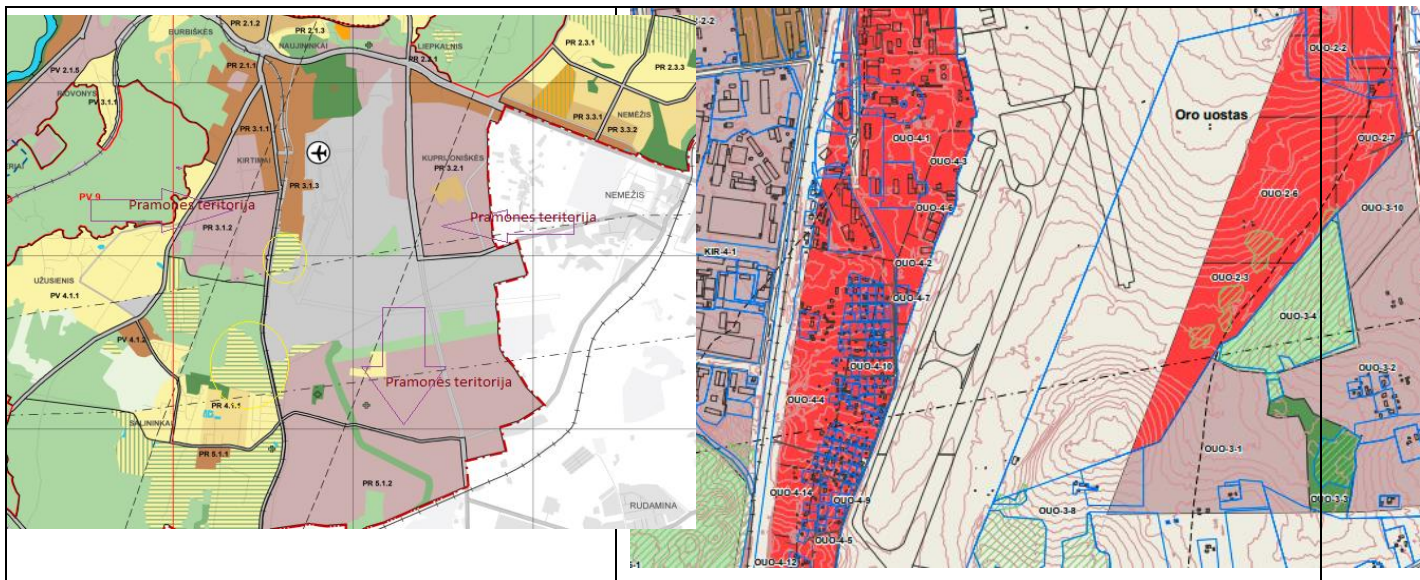 PR 2.1.2
BURBIŠKĖS
PR 2.1.3
NAUJININKAI
LIEPKALNIS
PR 2.3.1
PR 2.3.3
PV 2.1.5
PR 2.1.1
PR 2.2.1
PV 3.1.1
PR 3.1.1
PR 3.3.1
NEMĖŽIS
PR 3.3.2
KIRTIMAI
KUPRIJONIŠKĖS
PR 3.2.1
PR 3.1.3
PV 9
NEMĖŽIS
Pramonės teritorija
Pramonės teritorija
PR 3.1.2
UŽUSIENIS
PV 4.1.1
PV 4.1.2
Pramonės teritorija
PR 4.1.1
SALININKAI
PR 5.1.1
PR 5.1.2
RUDAMINA
OUO-2-2
Oro uostas
OUO-4-1
OUO-2-7
OUO-4-3
OUO-2-6
OUO-4-6
OUO-3-10
KIR-4-1
OUO-4-2
OUO-2-3
OUO-4-7
OUO-3-4
OUO-4-10
OUO-3-2
OUO-4-4
OUO-3-1
OUO-4-14
OUO-4-9
OUO-3-3
OUO-3-8
OUO-4-5
OUO-4-12